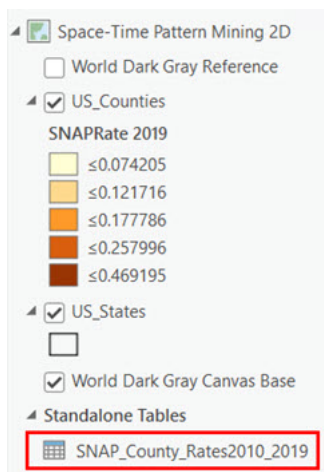 Space-Time Pattern Mining 2D
World Dark Gray Reference
US_Counties
SNAPRate 2019
≤0.074205
≤0.121716
≤0.177786
≤0.257996
≤0.469195
US_States
World Dark Gray Canvas Base
Standalone Tables
SNAP_County_Rates2010_2019